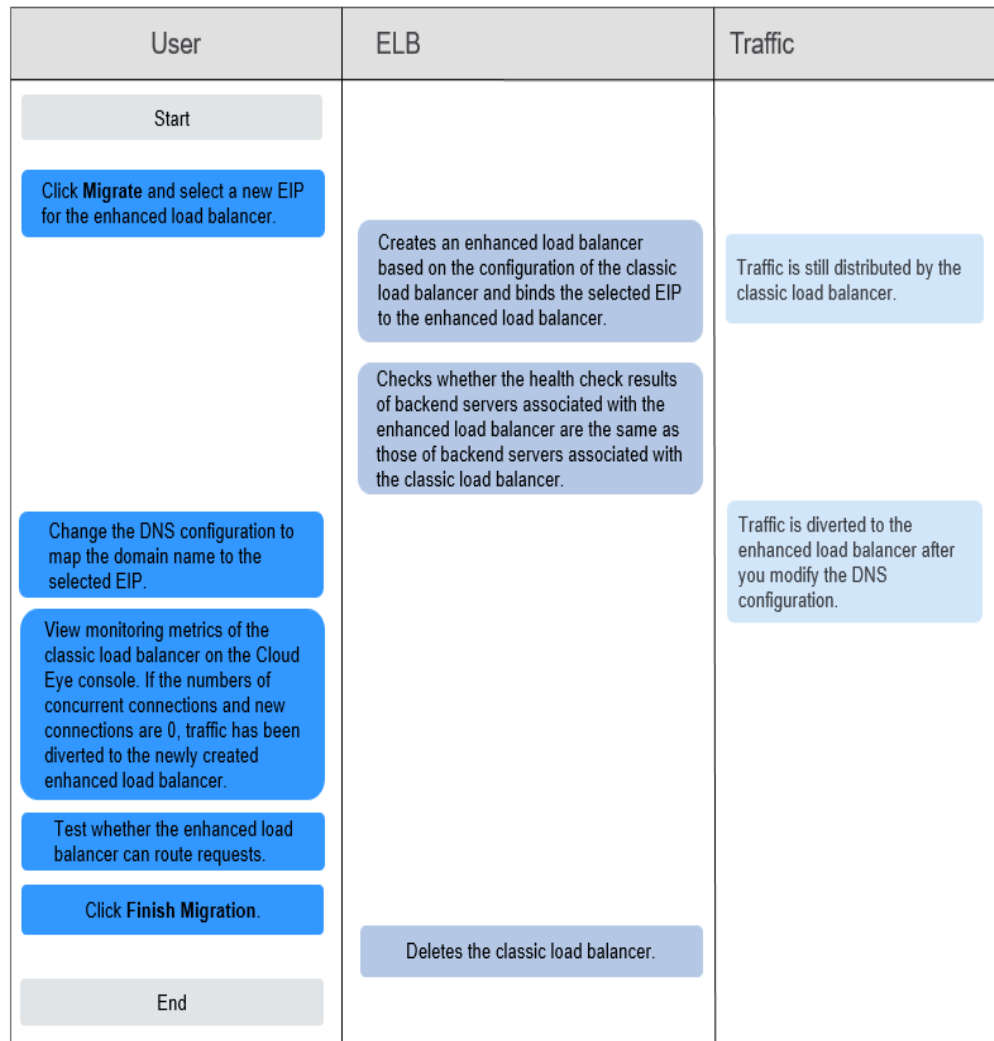 User
ELB
Traffic
Start
Click Migrate and select a new EIP
for the enhanced load balancer.
Creates an enhanced load balancer
based on the configuration of the classic
load balancer and binds the selected EIP
to the enhanced load balancer.
Traffic is still distributed by the
classic load balancer.
Checks whether the health check results
of backend servers associated with the
enhanced load balancer are the same as
those of backend servers associated with
the classic load balancer.
Change the DNS configuration to
map the domain name to the
selected EIP.
Traffic is diverted to the
enhanced load balancer after
you modify the DNS
configuration.
View monitoring metrics of the
classic load balancer on the Cloud
Eye console. If the numbers of
concurrent connections and new
connections are 0, traffic has been
diverted to the newly created
enhanced load balancer.
Test whether the enhanced load
balancer can route requests.
Click Finish Migration.
Deletes the classic load balancer.
End